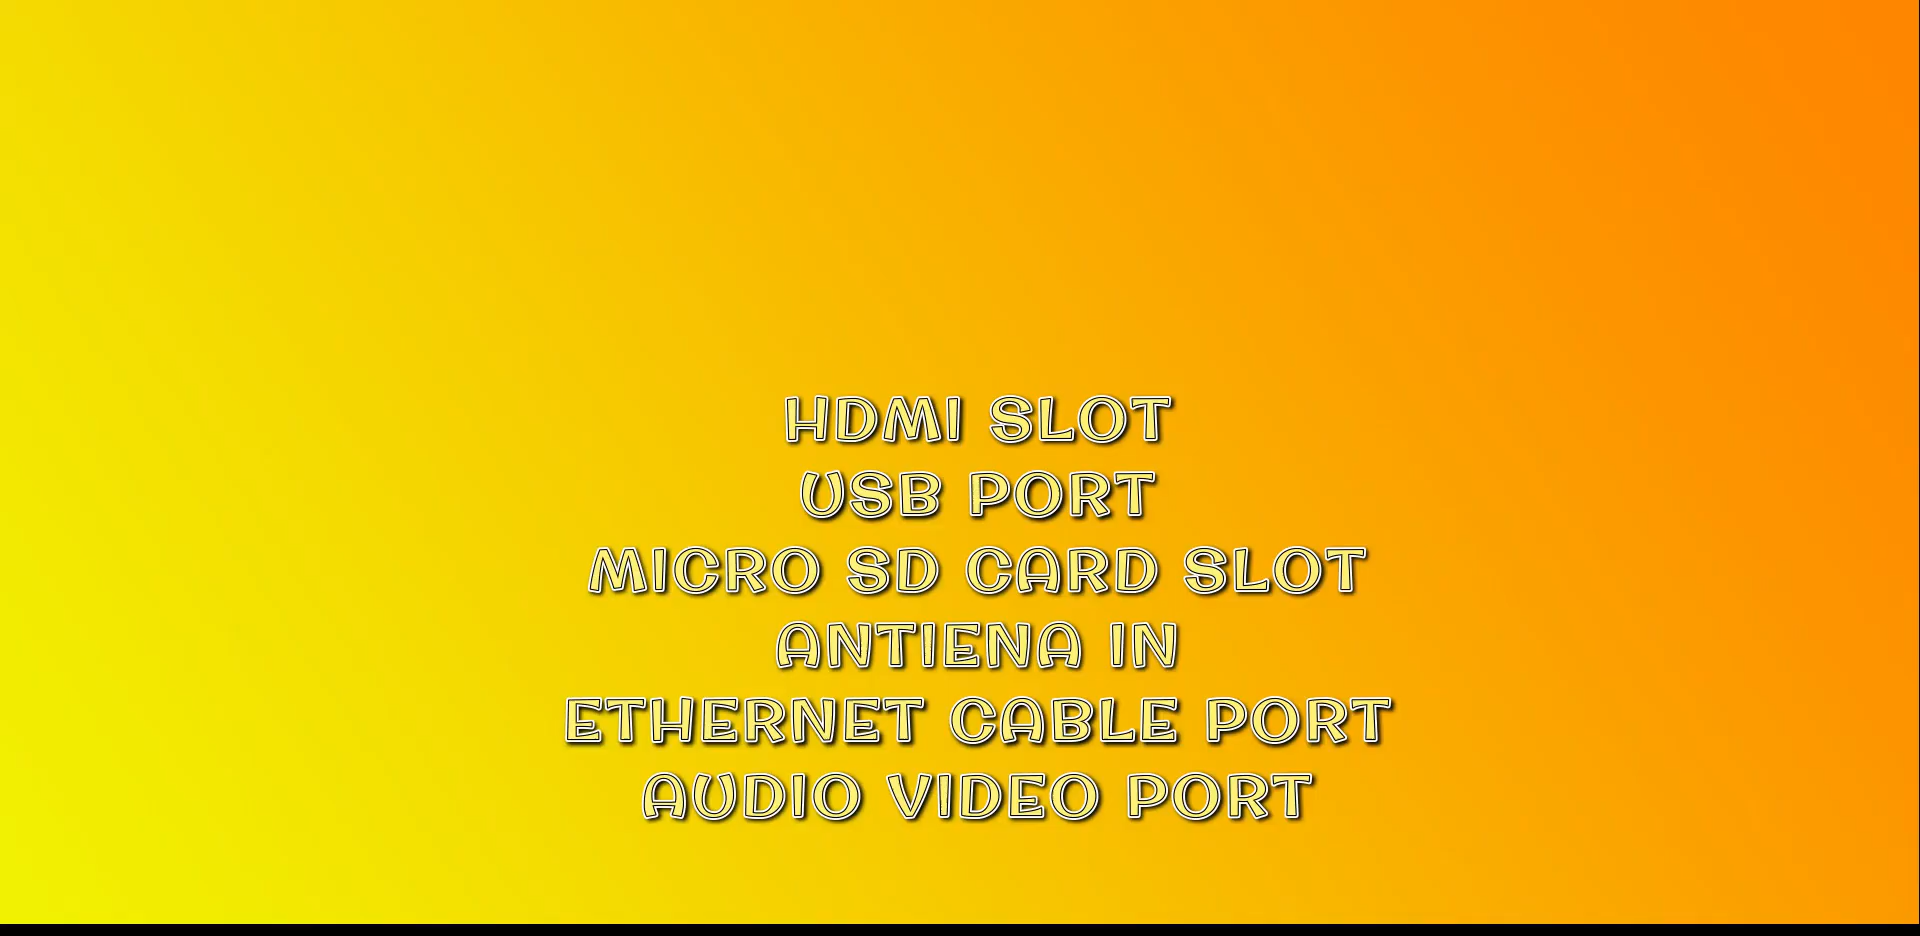 HDMI SLOT
USB PORT
MICRO SD CARD SLOT
ANTIENA IN
ETHERNET CABLE PORT
AUDIO VIDEO PORT